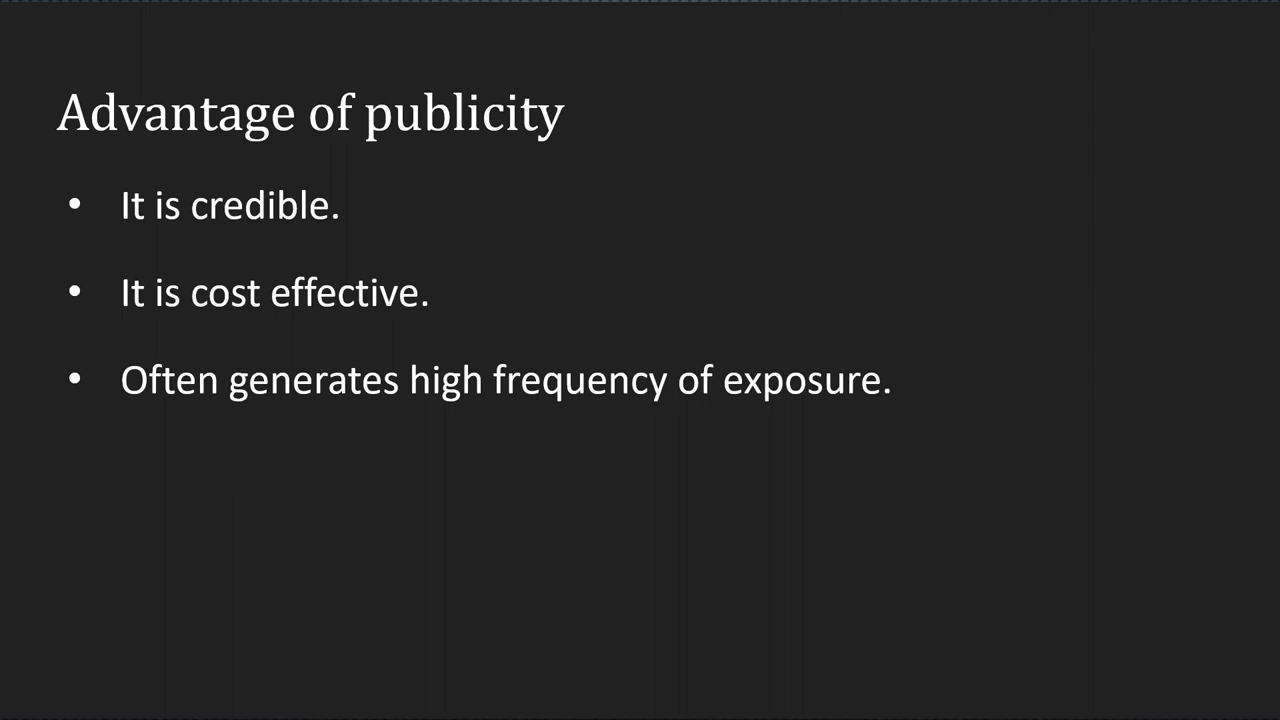 Advantage of publicity
• It is credible.
• It is cost effective.
• Often generates high frequency of exposure.